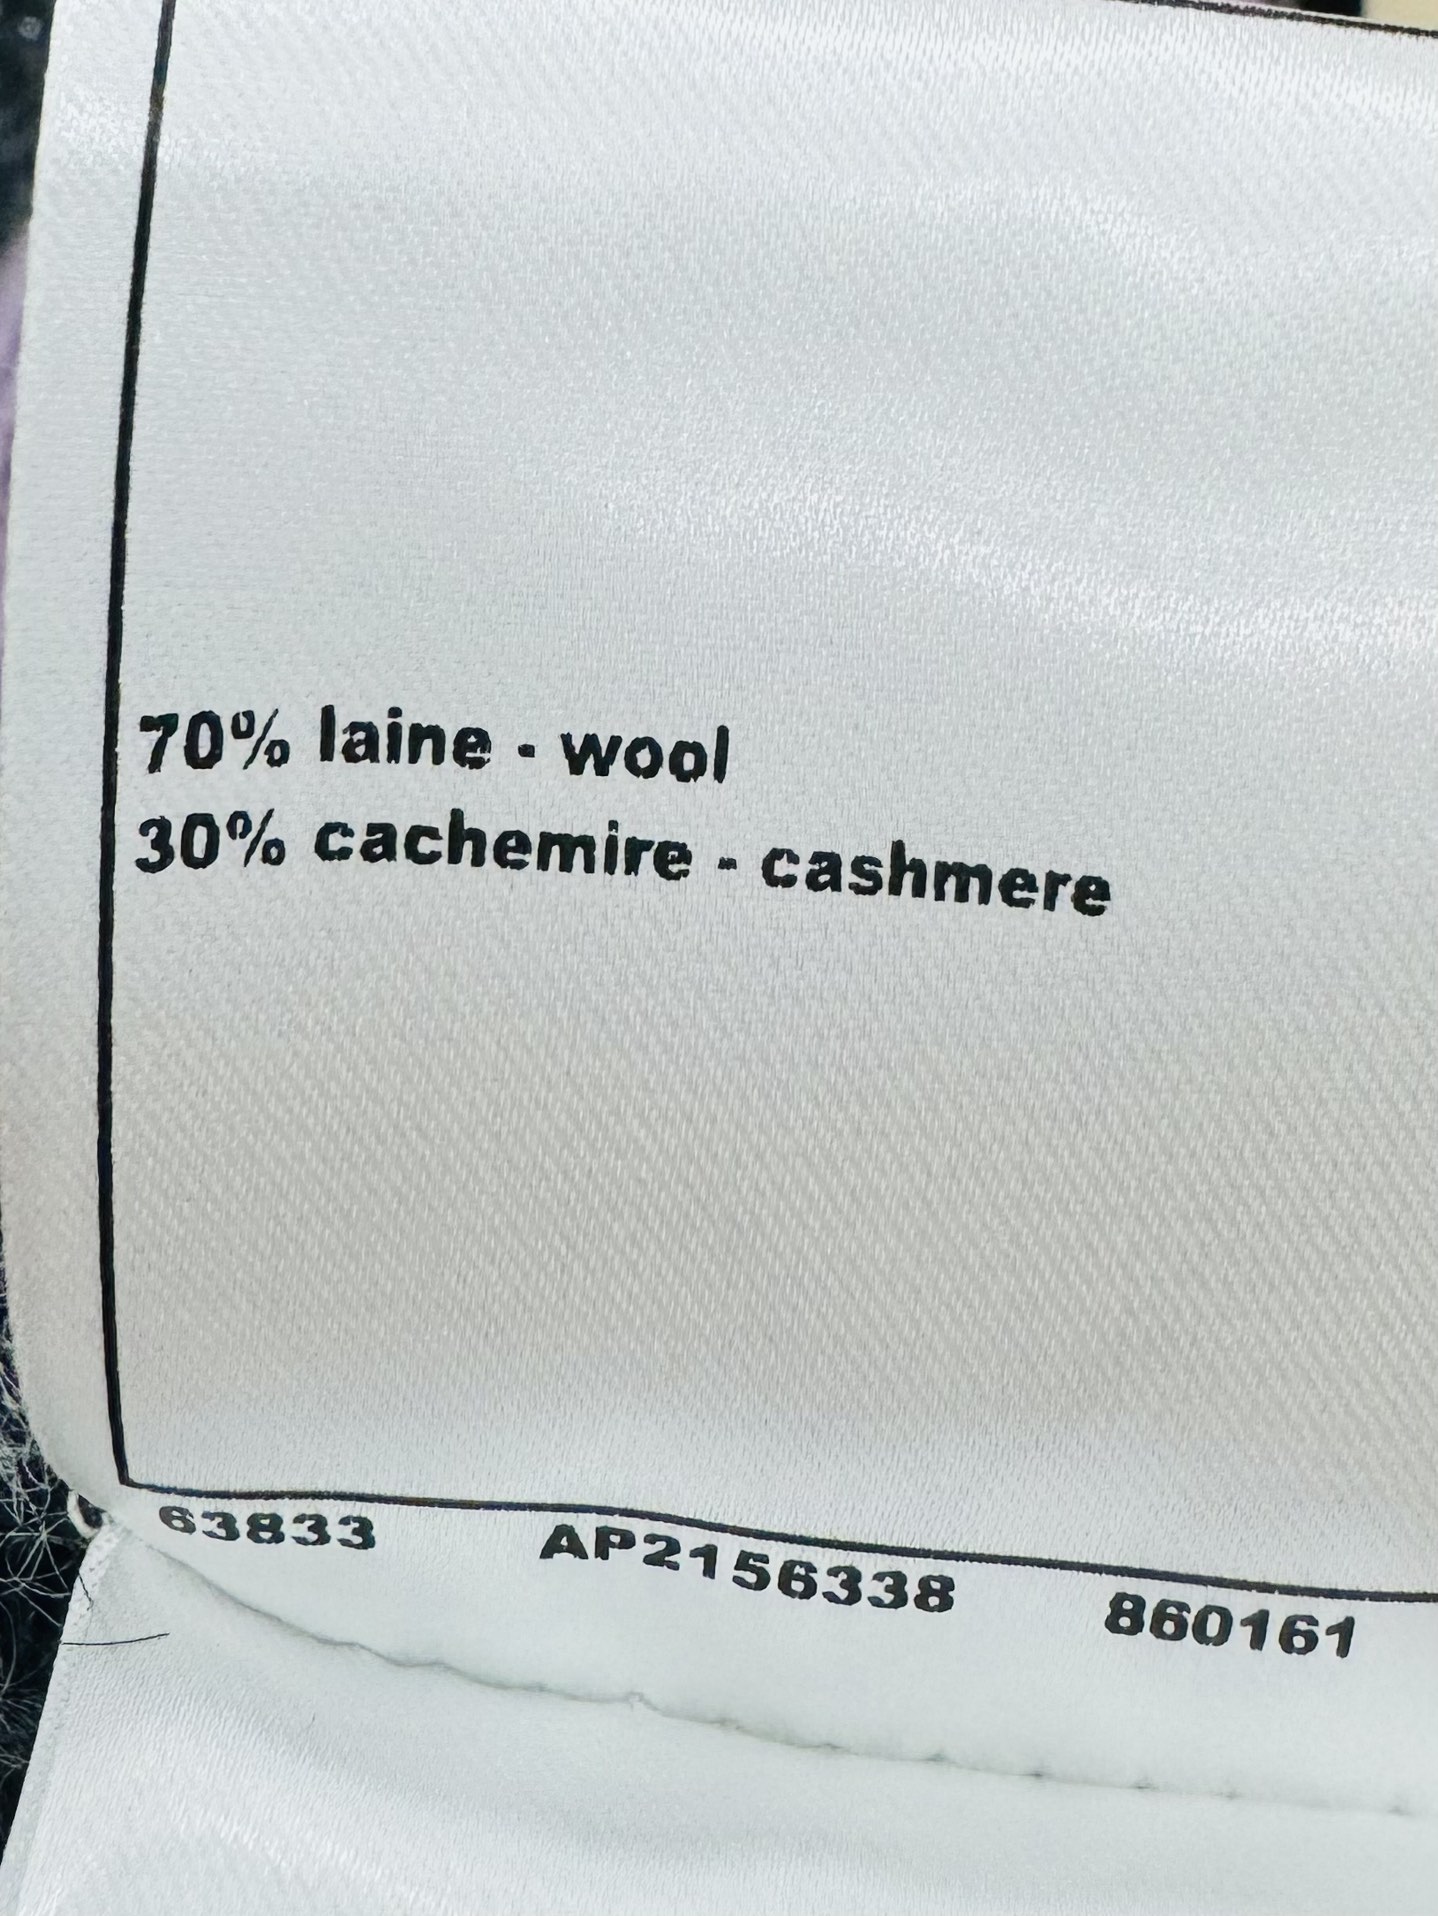 70% laine - wool
30% cachemire - cashmere
63833 AP2156338 860161